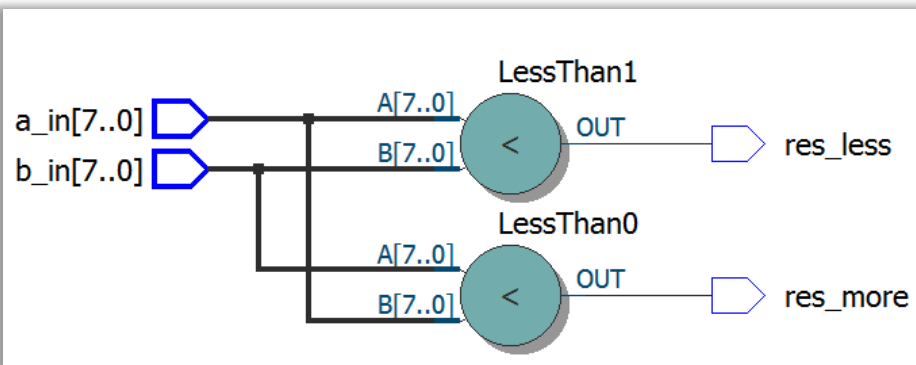 LessThan1
a_in[7..0]
A[7..0]
B[7..0]
<
OUT
res_less
b_in[7..0]
LessThan0
A[7..0]
B[7..0]
<
OUT
res_more